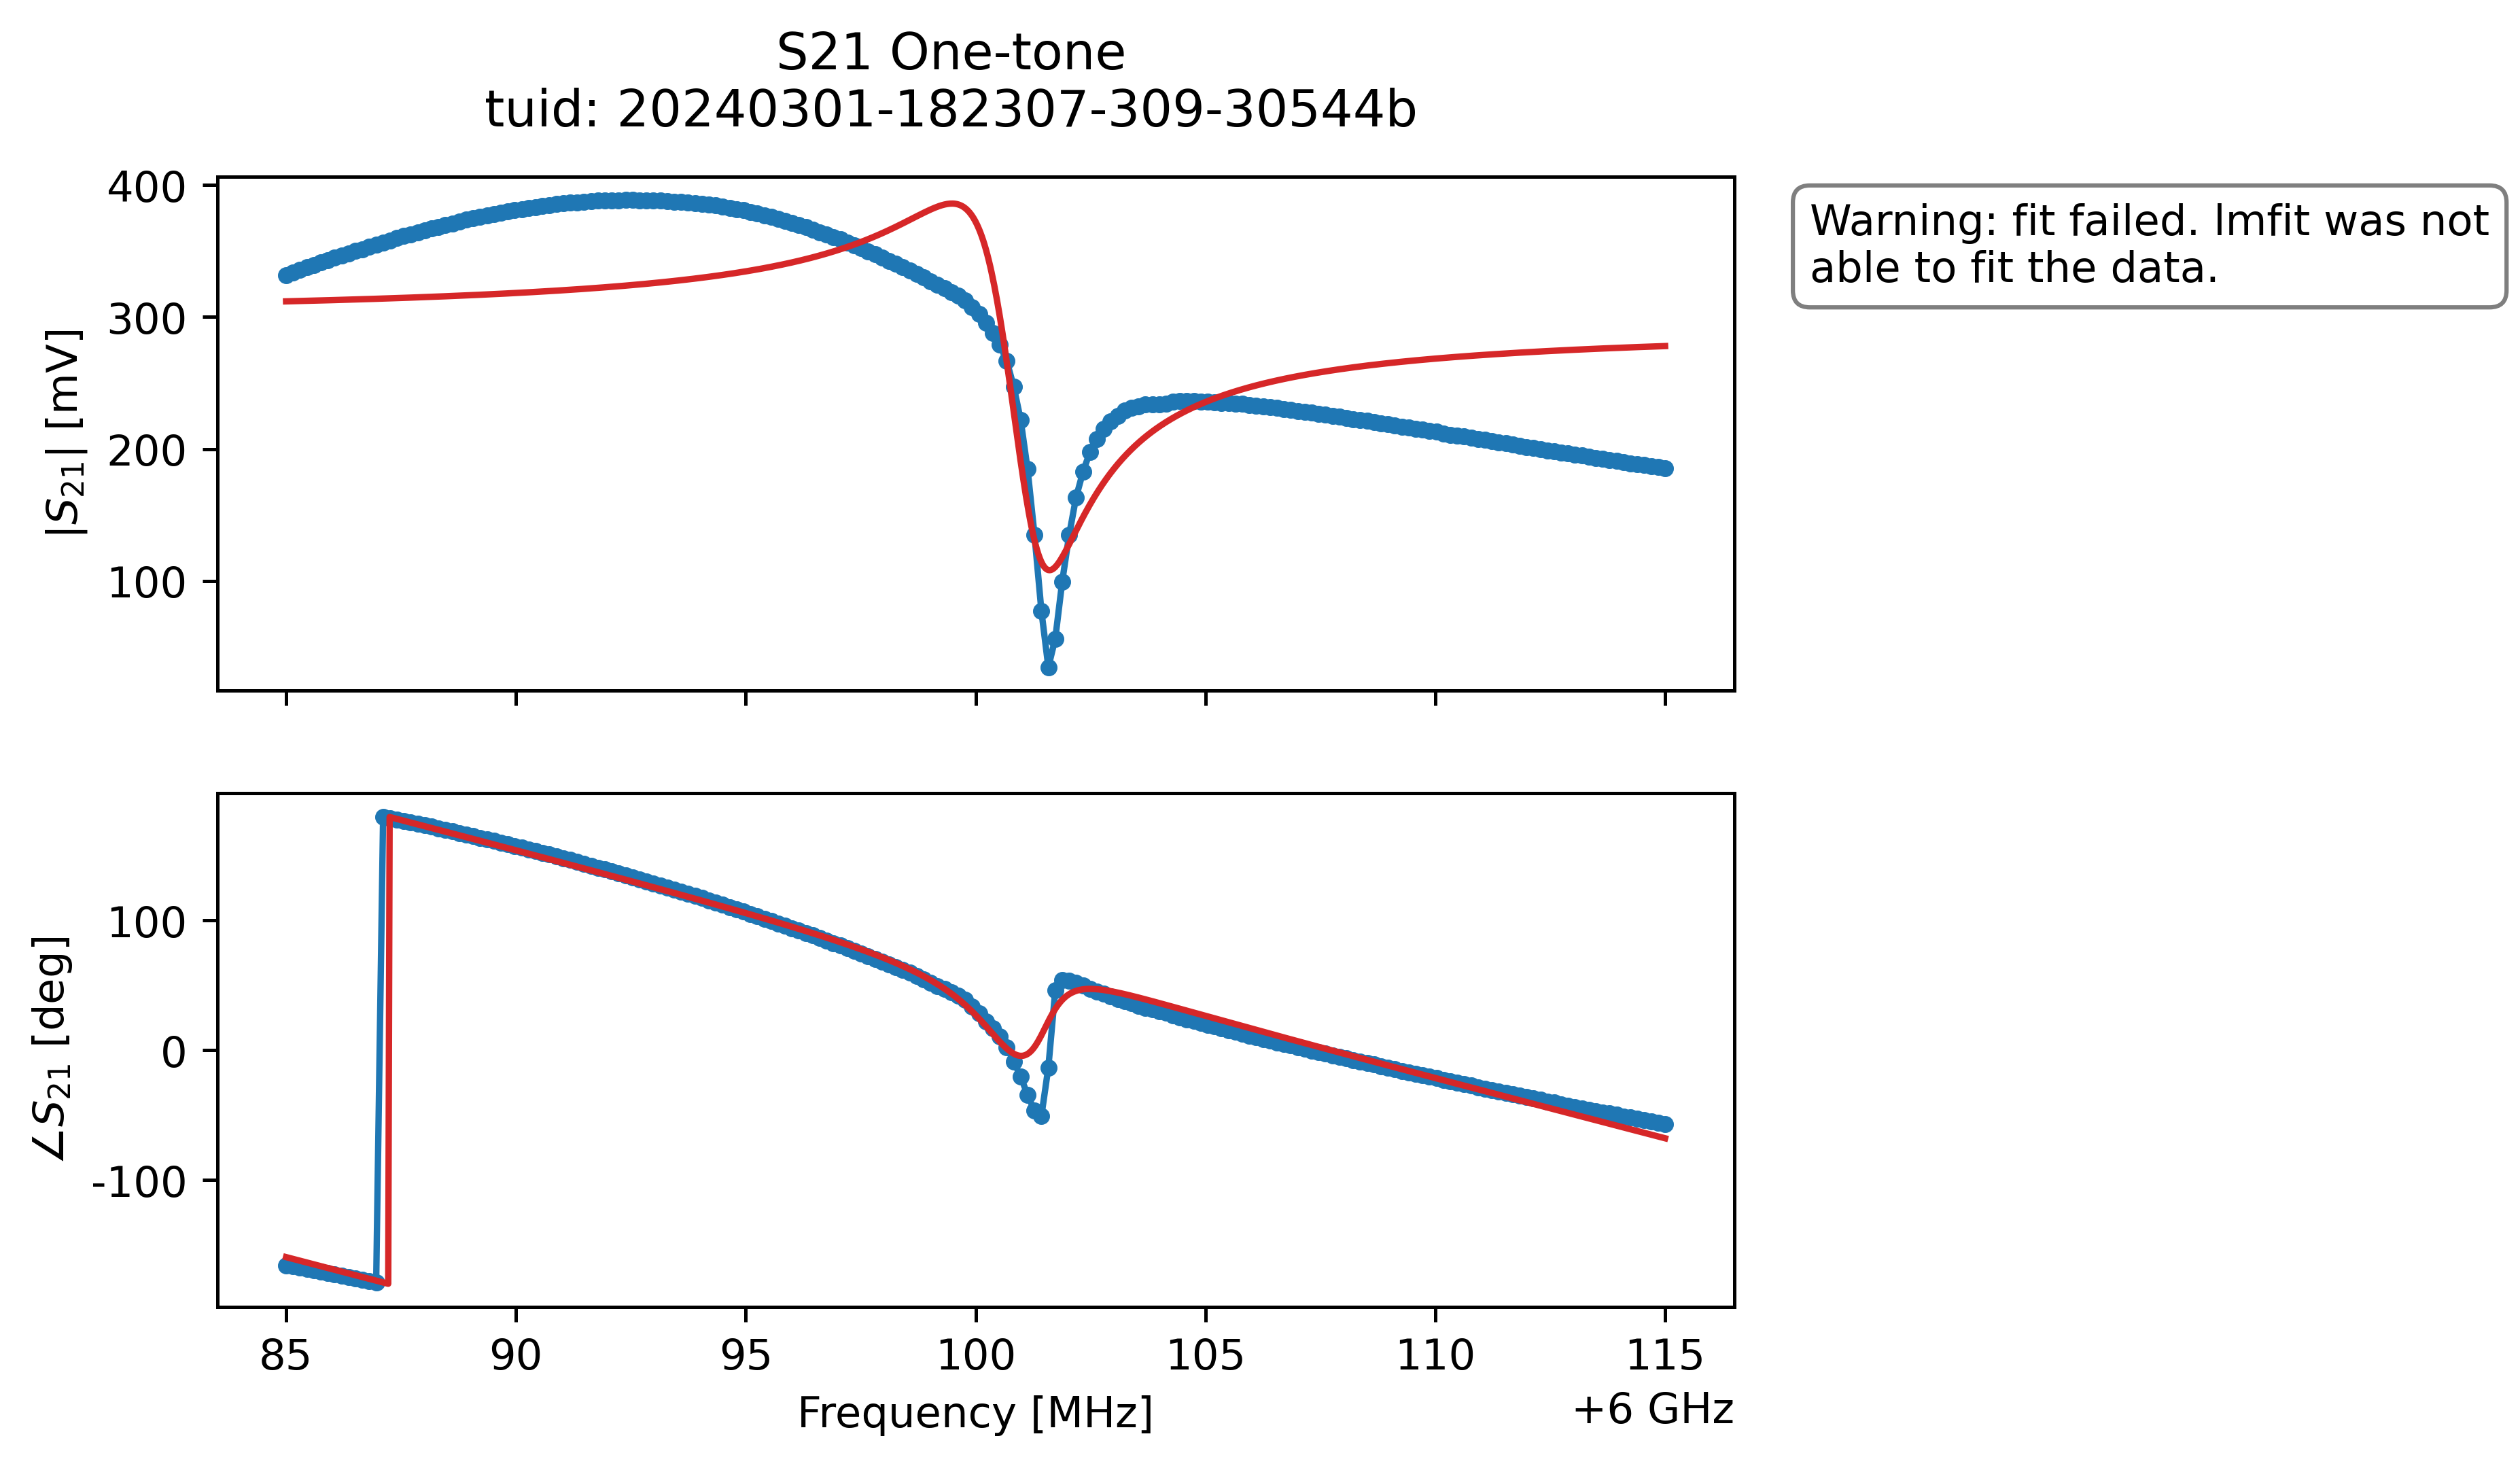 S21 One-tone
tuid: 20240301-182307-309-30544b
400
300
200
100
|S₂₁| [mV]
Warning: fit failed. lmfit was not
able to fit the data.
100
0
-100
∠S₂₁ [deg]
85 90 95 100 105 110 115
Frequency [MHz]
+6 GHz